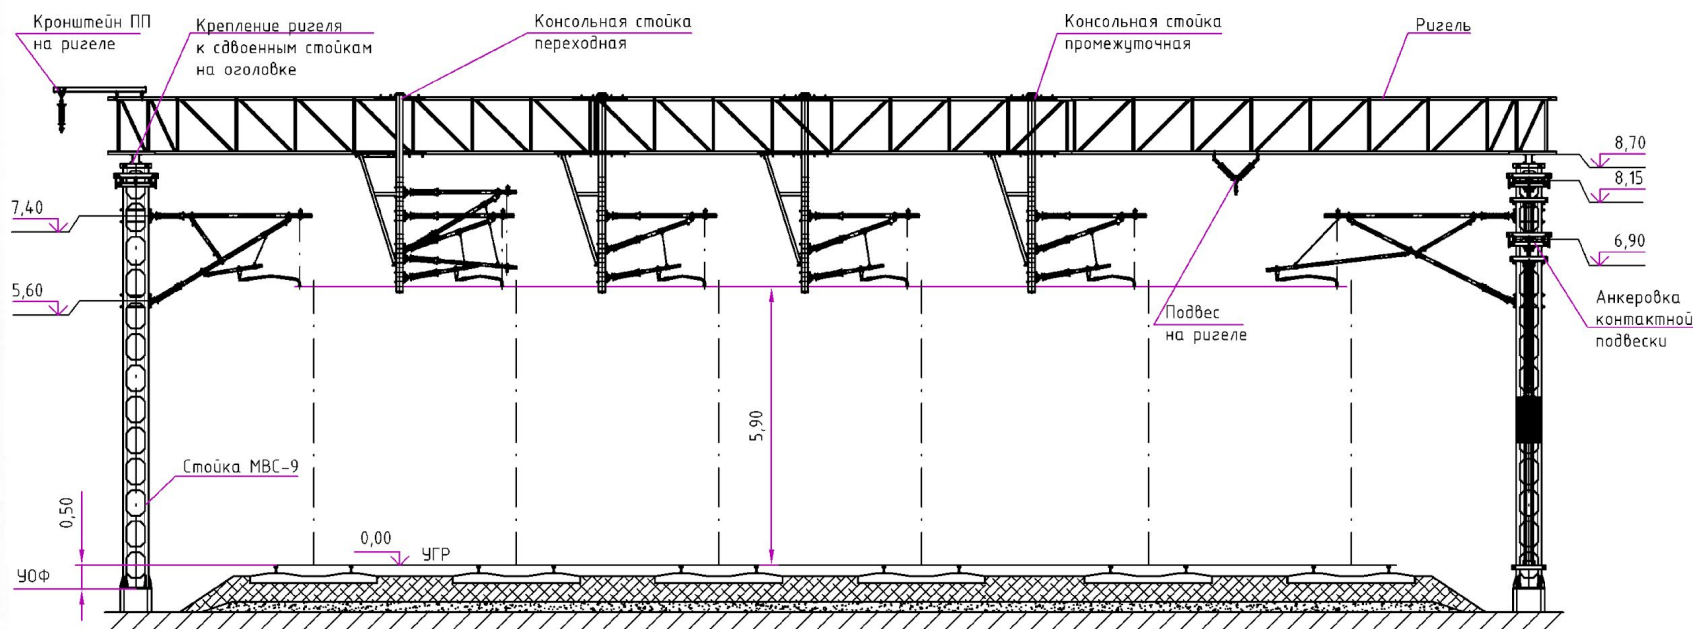 Кронштейн ПП
на ригеле
Крепление ригеля
к сдвоенным стойкам
на оголовке
Консольная стойка
переходная
Консольная стойка
промежуточная
Ригель
8,70
8,15
7,40
6,90
5,60
Анкеровка
контактной
подвески
Подвес
на ригеле
5,90
Стойка МВС-9
0,50
0,00
УГР
УОФ